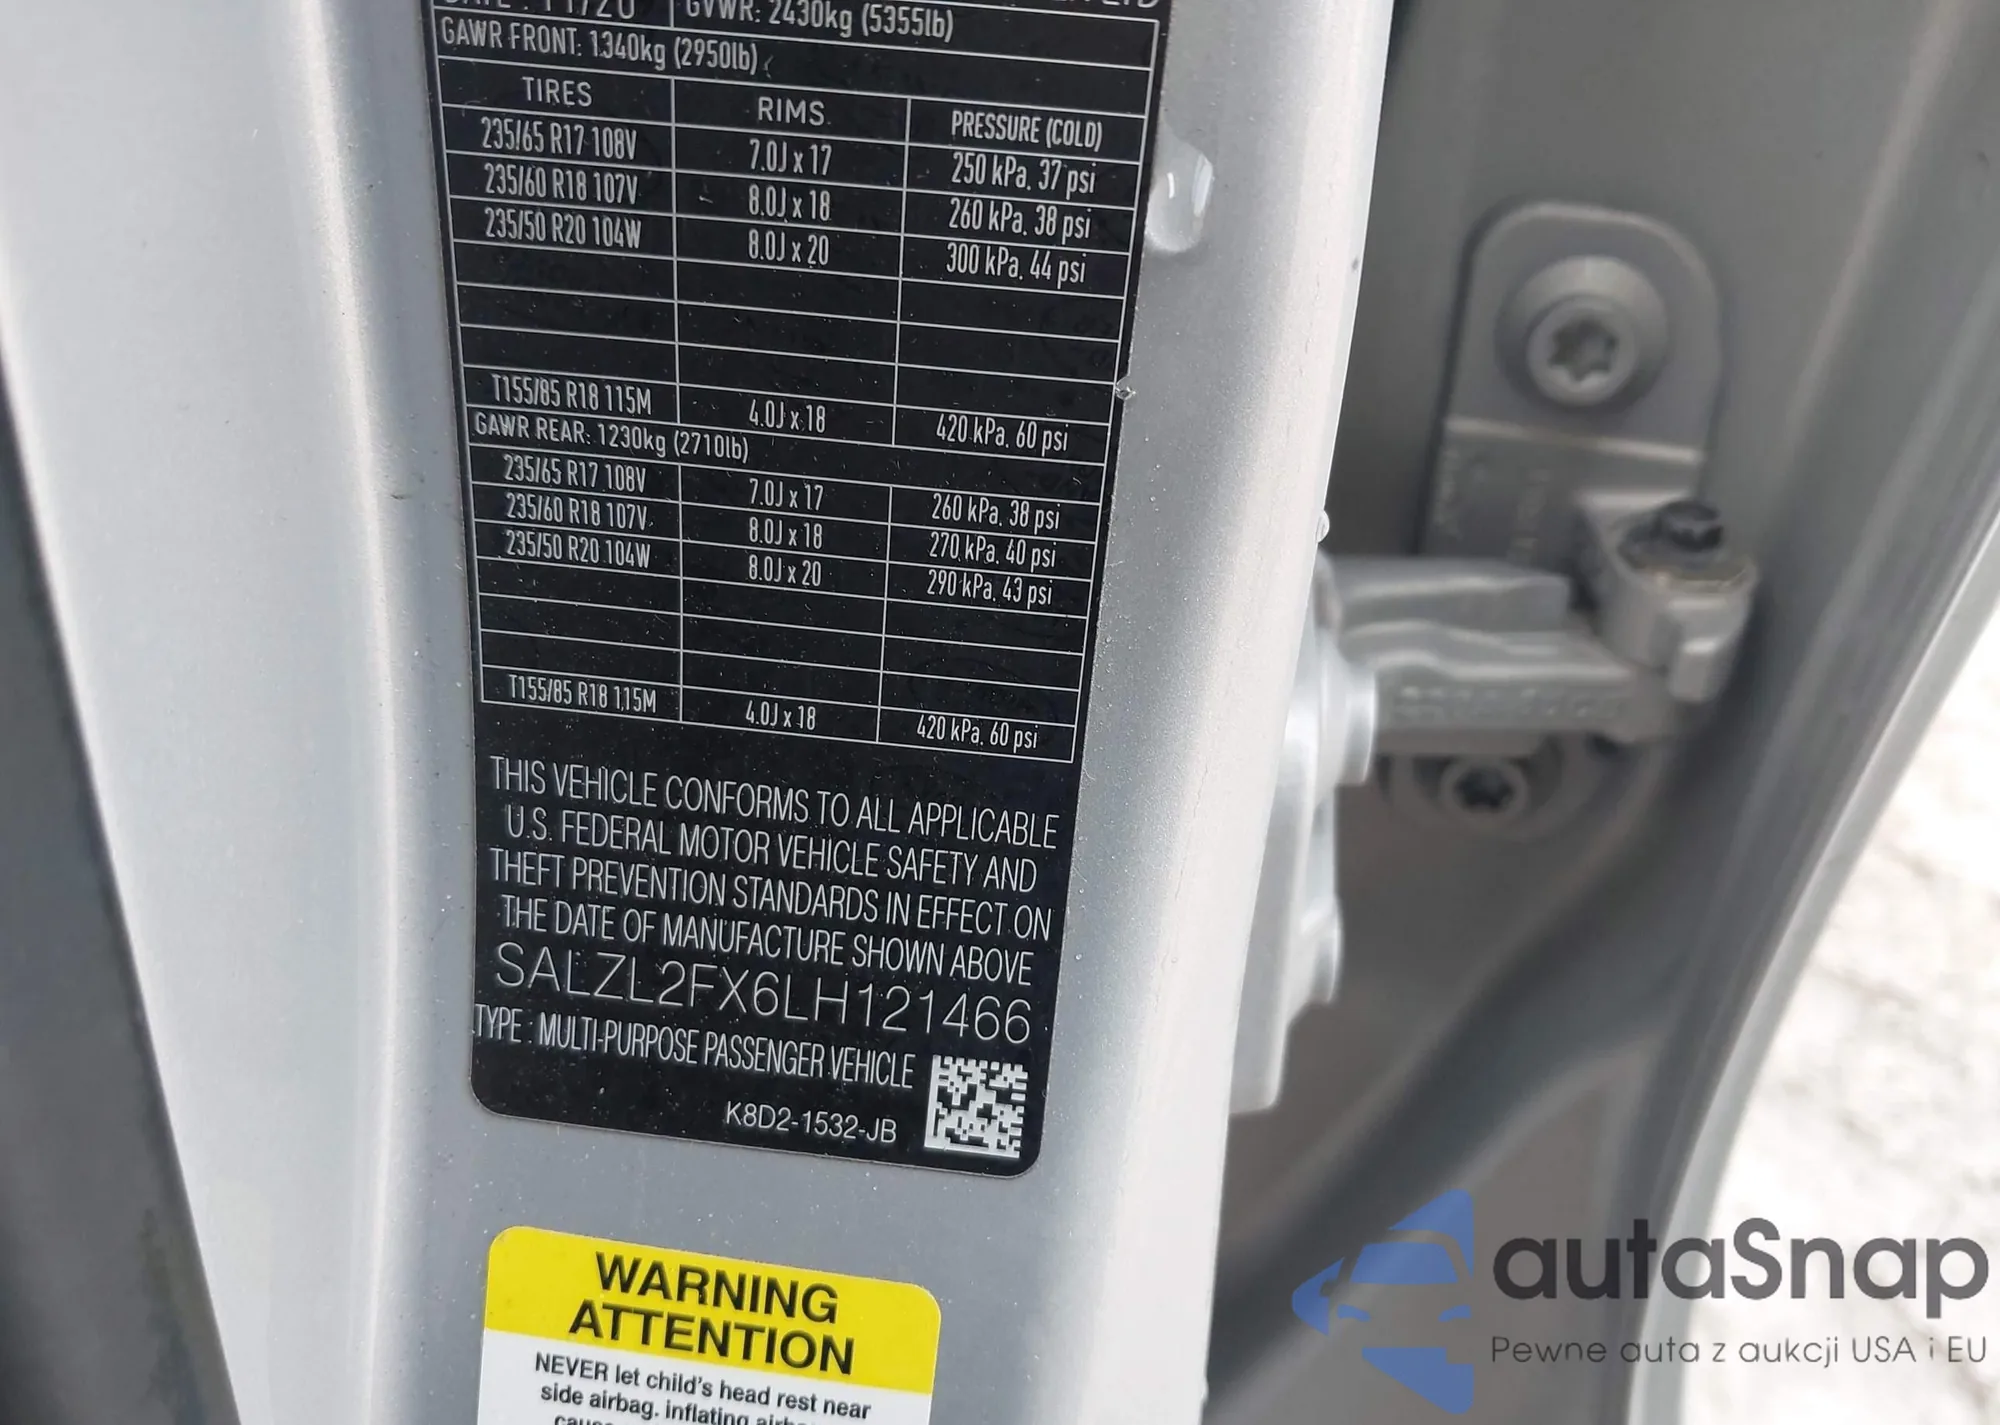 DATE : 11/20 GVWR: 2430kg (5355lb)
GAWR FRONT: 1340kg (2950lb)
TIRES RIMS PRESSURE (COLD)
235/65 R17 108V 7.0J x 17 250 kPa, 37 psi
235/60 R18 107V 8.0J x 18 260 kPa, 38 psi
235/50 R20 104W 8.0J x 20 300 kPa, 44 psi
T155/85 R18 115M 4.0J x 18 420 kPa, 60 psi
GAWR REAR: 1230kg (2710lb)
235/65 R17 108V 7.0J x 17 260 kPa, 38 psi
235/60 R18 107V 8.0J x 18 270 kPa, 40 psi
235/50 R20 104W 8.0J x 20 290 kPa, 43 psi
T155/85 R18 115M 4.0J x 18 420 kPa, 60 psi
THIS VEHICLE CONFORMS TO ALL APPLICABLE
U.S. FEDERAL MOTOR VEHICLE SAFETY AND
THEFT PREVENTION STANDARDS IN EFFECT ON
THE DATE OF MANUFACTURE SHOWN ABOVE
SALZL2FX6LH121466
TYPE : MULTI-PURPOSE PASSENGER VEHICLE
K8D2-1532-JB
WARNING
ATTENTION
NEVER let child's head rest near
side airbag. inflating
autaSnap
Pewne auta z aukcji USA i EU